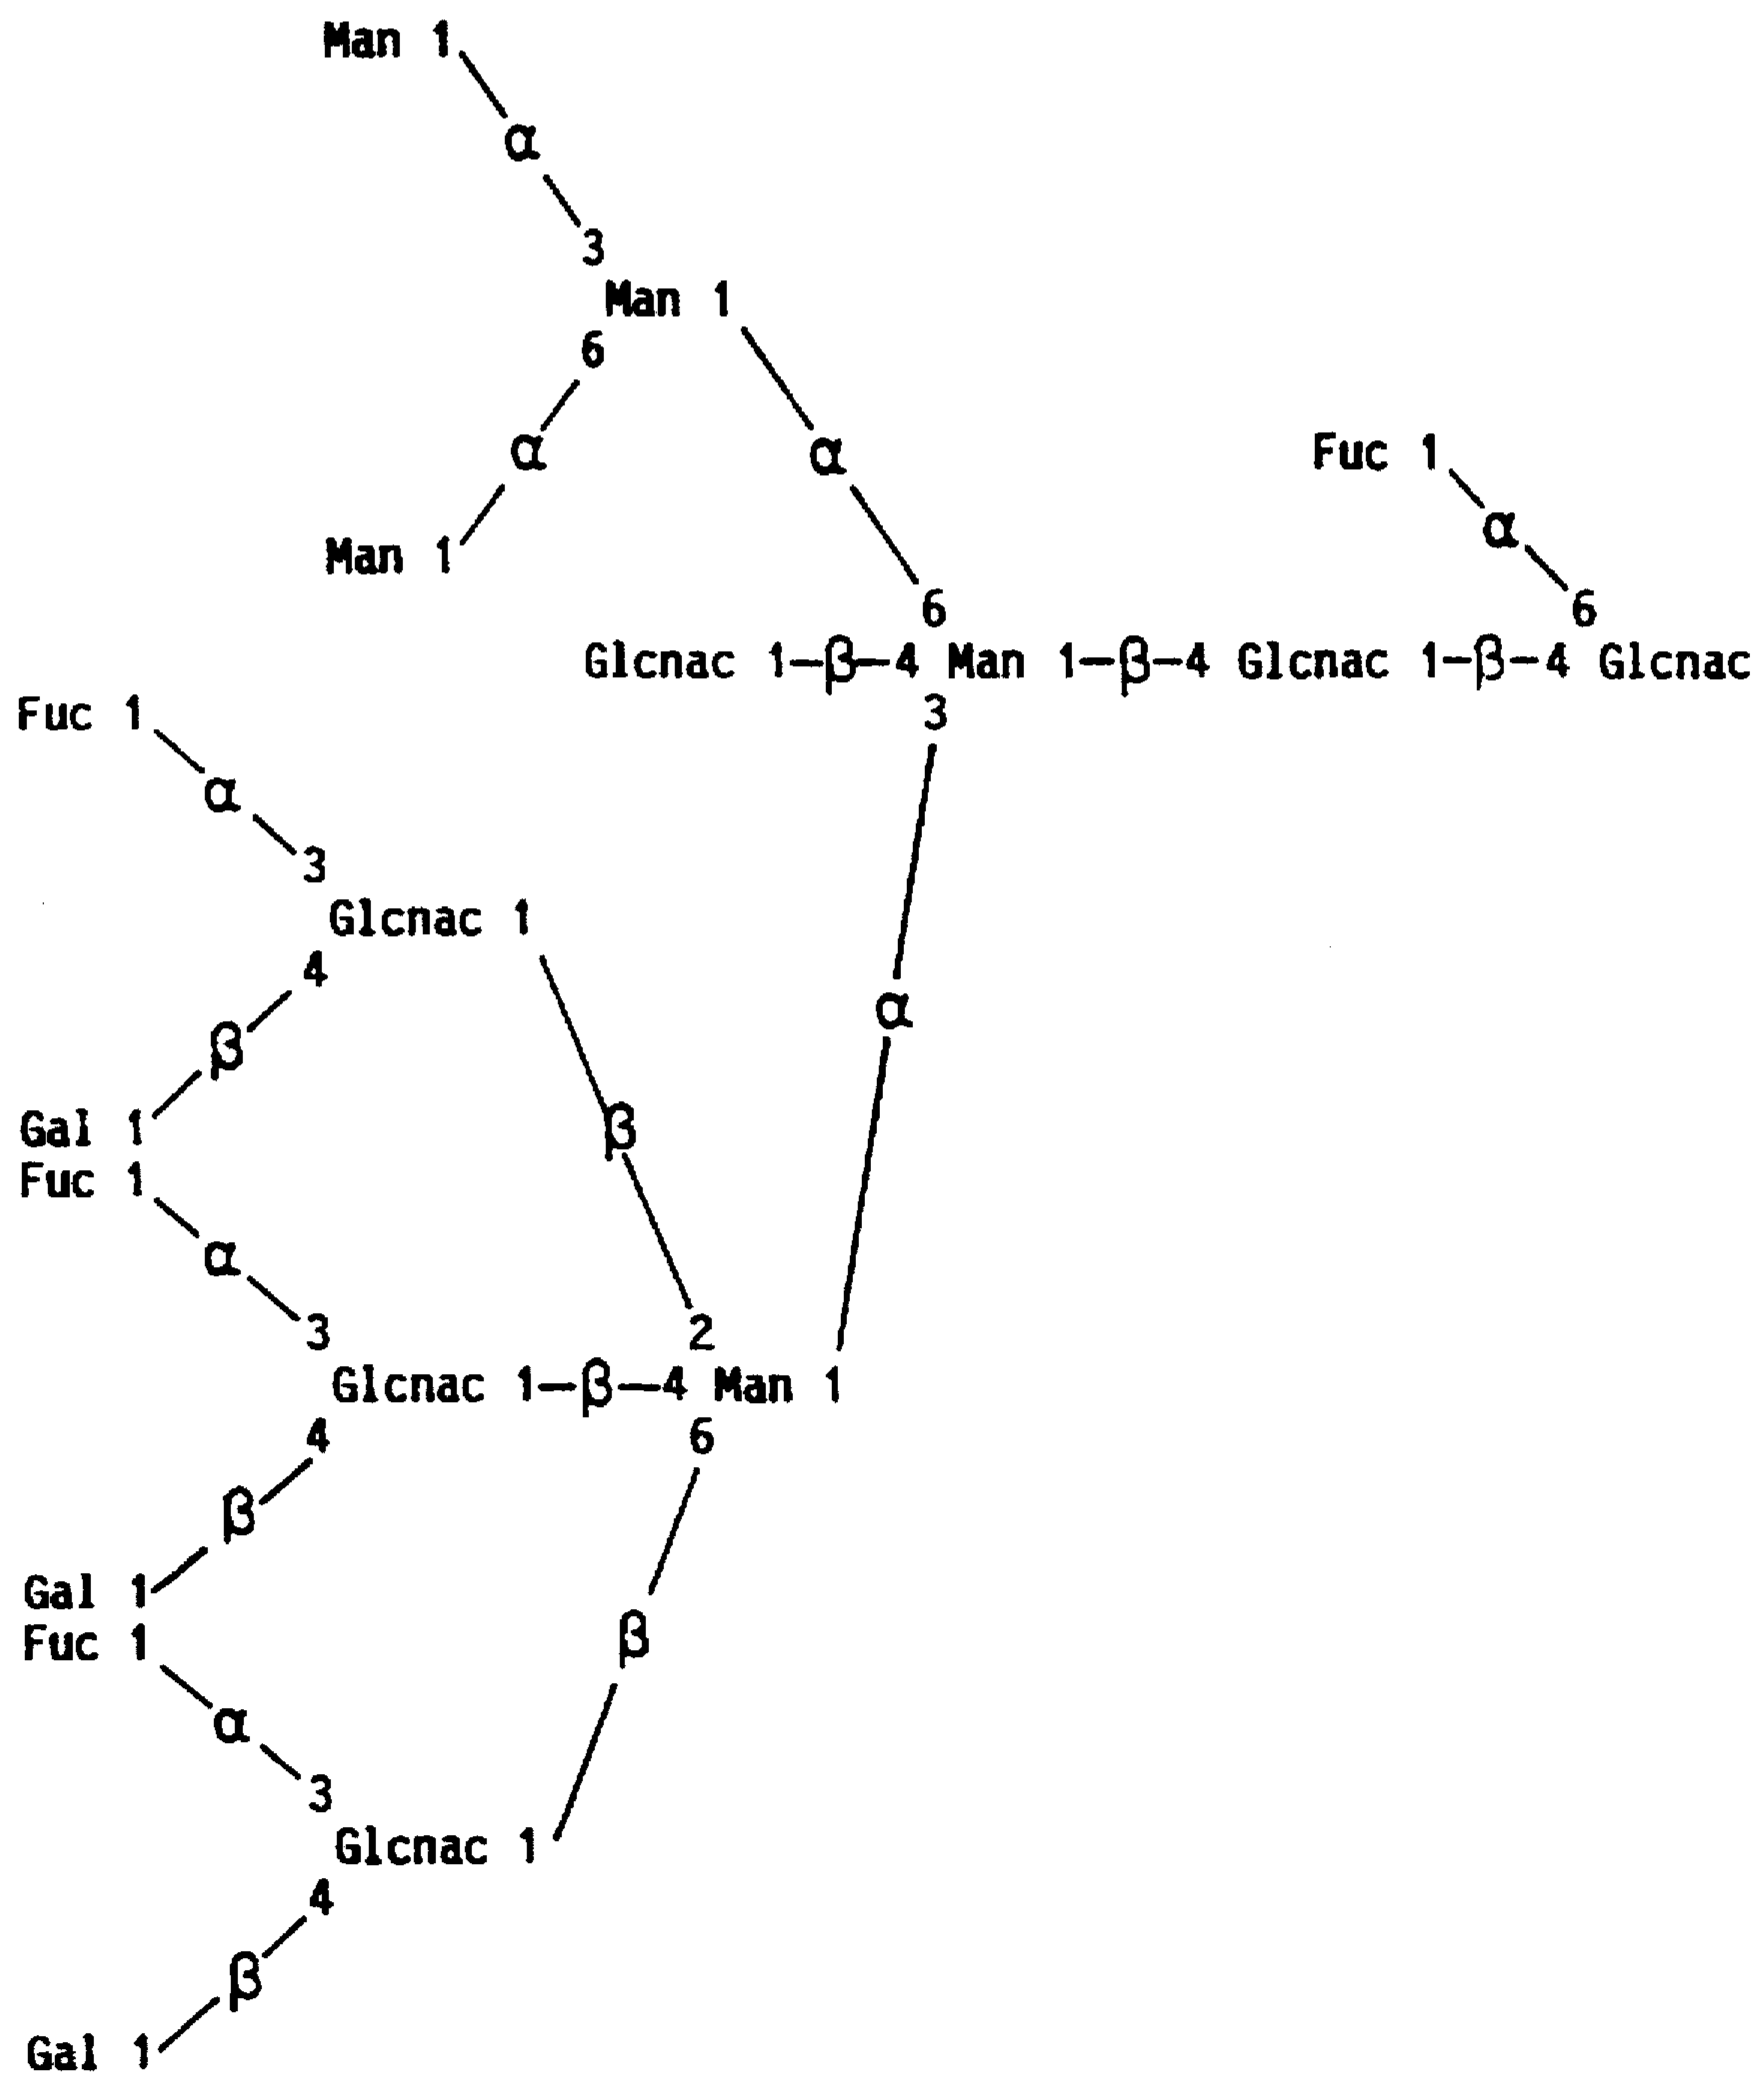 Man 1
α
3
Man 1
6
α
α
Fuc 1
α
Man 1
6
6
Glcnac 1-β-4 Man 1-β-4 Glcnac 1-β-4 Glcnac
Fuc 1
3
α
3
Glcnac 1
4
α
β
Gal 1
β
Fuc 1
α
3
2
Glcnac 1-β-4 Man 1
4
6
β
Gal 1
Fuc 1
β
α
3
Glcnac 1
4
β
Gal 1